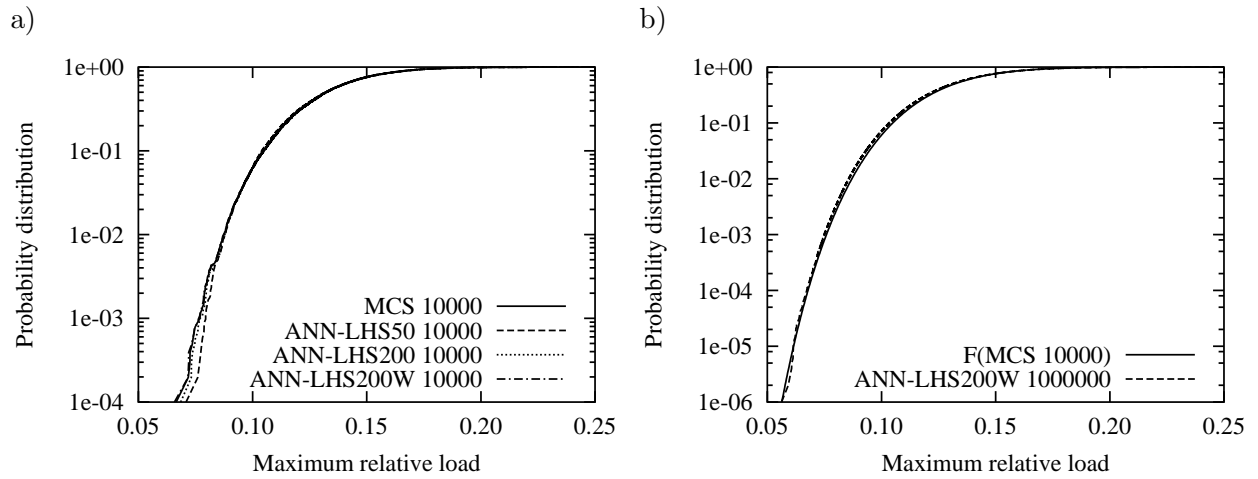 a)
1e+00
1e-01
1e-02
1e-03
1e-04
Probability distribution
MCS 10000
ANN-LHS50 10000
ANN-LHS200 10000
ANN-LHS200W 10000
0.05 0.10 0.15 0.20 0.25
Maximum relative load
b)
1e+00
1e-01
1e-02
1e-03
1e-04
1e-05
1e-06
Probability distribution
F(MCS 10000)
ANN-LHS200W 1000000
0.05 0.10 0.15 0.20 0.25
Maximum relative load